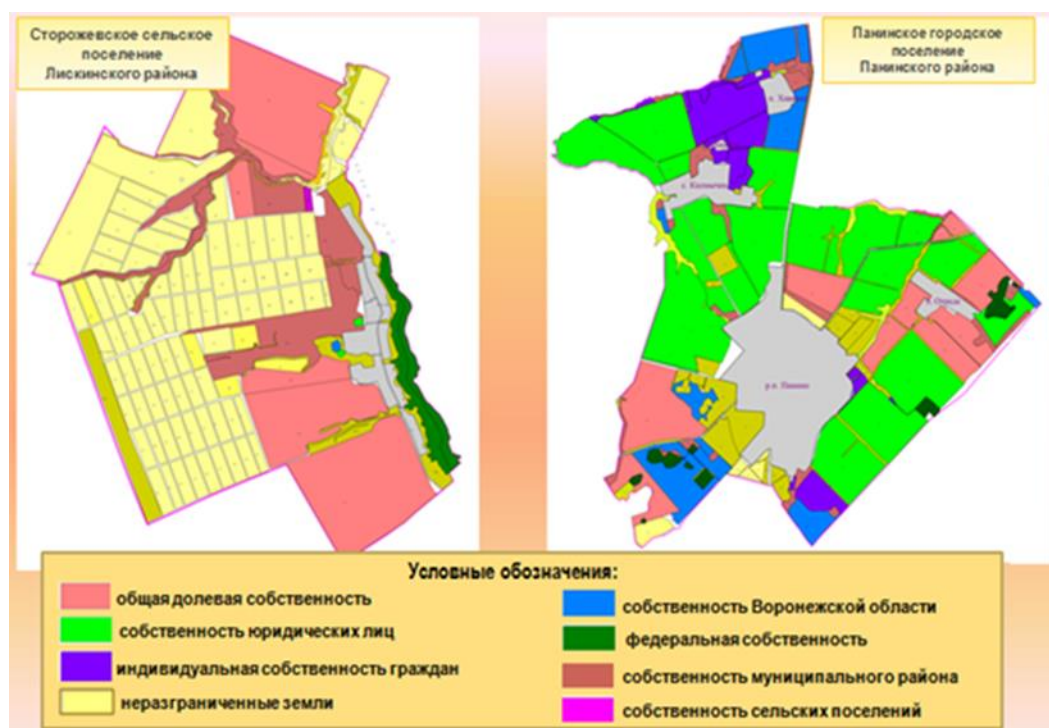 Сторожевское сельское
поселение
Лискинского района
Панинское городское
поселение
Панинского района
р.п. Панино
Условные обозначения:
общая долевая собственность
собственность юридических лиц
индивидуальная собственность граждан
неразграниченные земли
собственность Воронежской области
федеральная собственность
собственность муниципального района
собственность сельских поселений